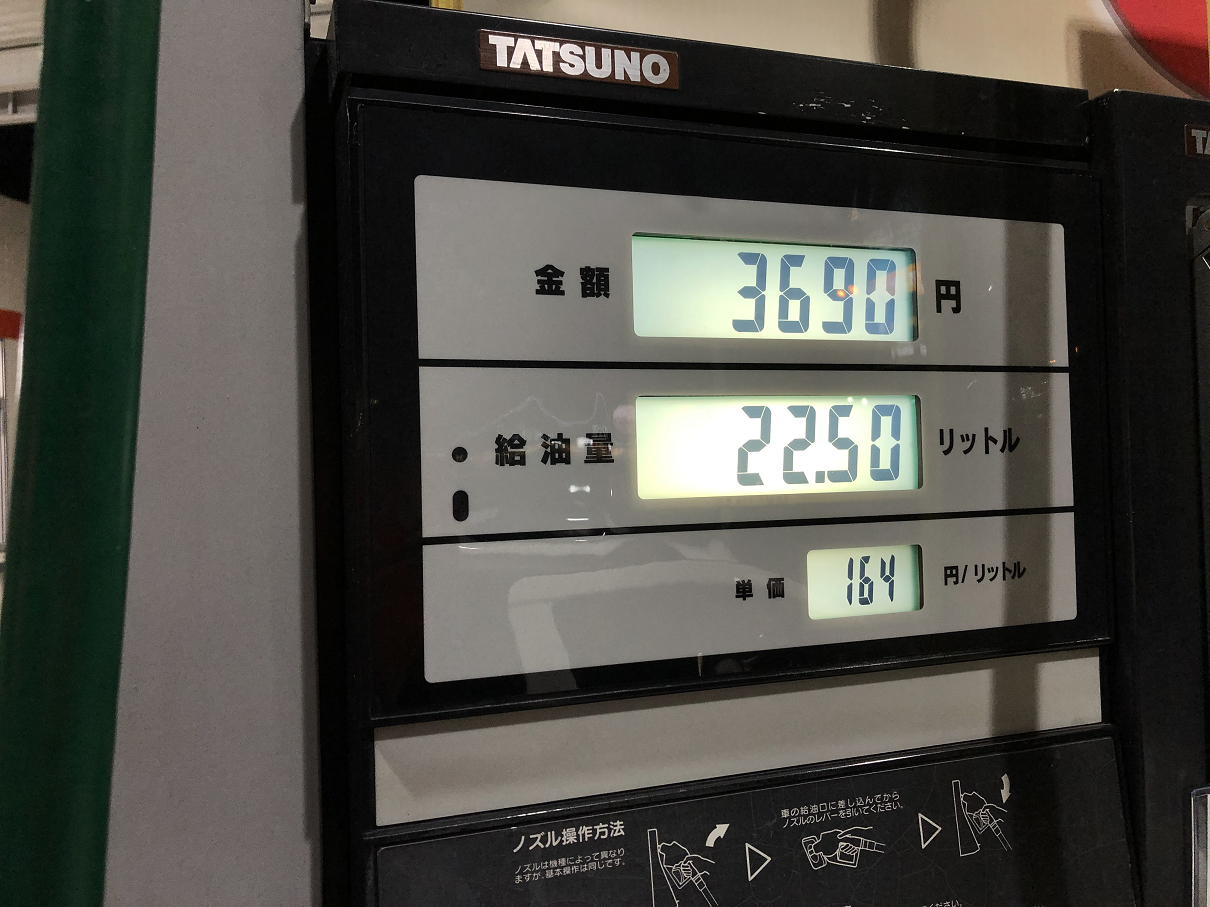 TATSUNO
金額 3690 円
給油量 22.50 リットル
単価 164 円/リットル
ノズル操作方法
ノズルは機種によって異なり
ますが、基本操作は同じです。
車の給油口に差し込んでから
ノズルのレバーを引いてください。